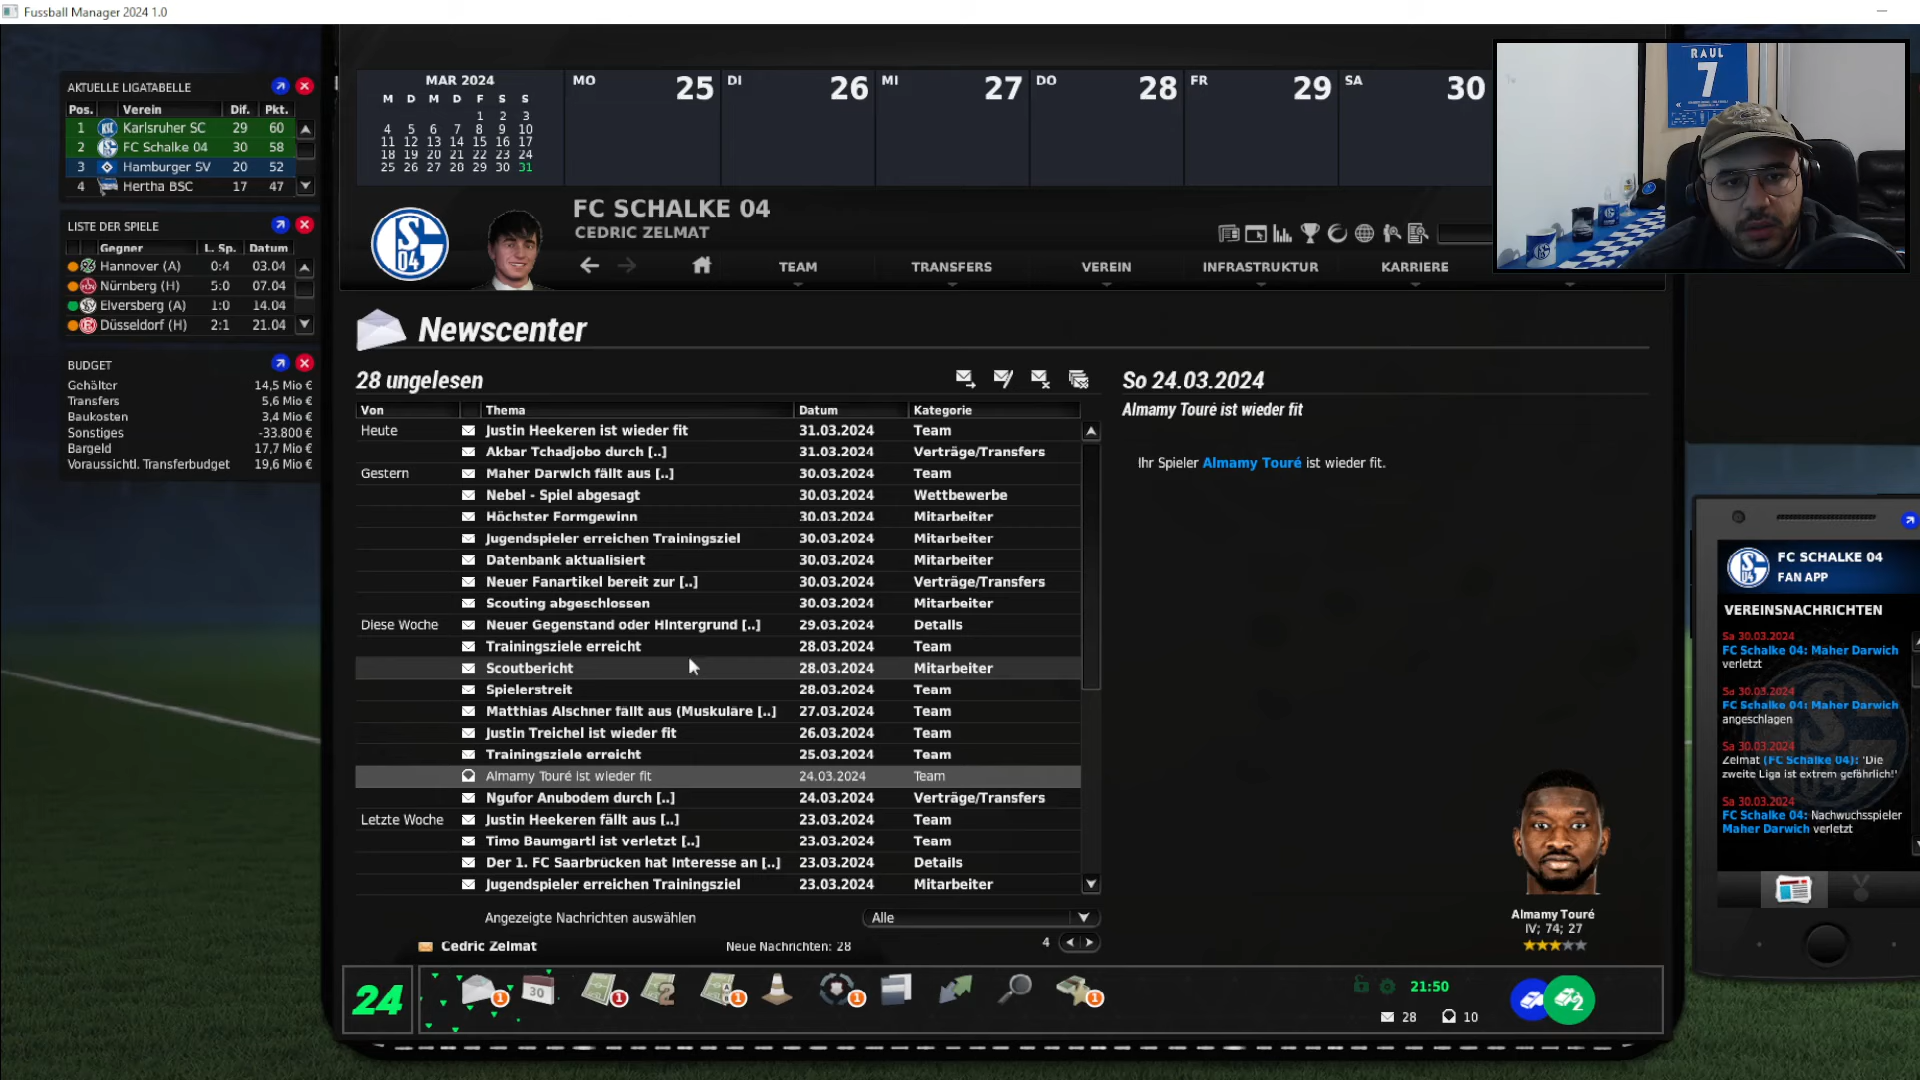 Fussball Manager 2024 1.0
AKTUELLE LIGATABELLE
Pos. Verein Dif. Pkt.
1 Karlsruher SC 29 60
2 FC Schalke 04 30 58
3 Hamburger SV 20 52
4 Hertha BSC 17 47
LISTE DER SPIELE
Gegner L. Sp. Datum
Hannover (A) 0:4 03.04
Nürnberg (H) 5:0 07.04
Elversberg (A) 1:0 14.04
Düsseldorf (H) 2:1 21.04
BUDGET
Gehälter 14,5 Mio €
Transfers 5,6 Mio €
Baukosten 3,4 Mio €
Sonstiges -33.800 €
Bargeld 17,7 Mio €
Voraussichtl. Transferbudget 19,6 Mio €
MAR 2024
M D M D F S S
1 2 3
4 5 6 7 8 9 10
11 12 13 14 15 16 17
18 19 20 21 22 23 24
25 26 27 28 29 30 31
MO 25 DI 26 MI 27 DO 28 FR 29 SA 30
RAUL
7
S04
FC SCHALKE 04
CEDRIC ZELMAT
TEAM TRANSFERS VEREIN INFRASTRUKTUR KARRIERE
Newscenter
28 ungelesen
Von Thema Datum Kategorie
Heute Justin Heekeren ist wieder fit 31.03.2024 Team
Akbar Tchadjobo durch [..] 31.03.2024 Verträge/Transfers
Gestern Maher Darwich fällt aus [..] 30.03.2024 Team
Nebel - Spiel abgesagt 30.03.2024 Wettbewerbe
Höchster Formgewinn 30.03.2024 Mitarbeiter
Jugendspieler erreichen Trainingsziel 30.03.2024 Mitarbeiter
Datenbank aktualisiert 30.03.2024 Mitarbeiter
Neuer Fanartikel bereit zur [..] 30.03.2024 Verträge/Transfers
Scouting abgeschlossen 30.03.2024 Mitarbeiter
Diese Woche Neuer Gegenstand oder Hintergrund [..] 29.03.2024 Details
Trainingsziele erreicht 28.03.2024 Team
Scoutbericht 28.03.2024 Mitarbeiter
Spielerstreit 28.03.2024 Team
Matthias Alschner fällt aus (Muskuläre [..] 27.03.2024 Team
Justin Treichel ist wieder fit 26.03.2024 Team
Trainingsziele erreicht 25.03.2024 Team
Almamy Touré ist wieder fit 24.03.2024 Team
Ngufor Anubodem durch [..] 24.03.2024 Verträge/Transfers
Letzte Woche Justin Heekeren fällt aus [..] 23.03.2024 Team
Timo Baumgartl ist verletzt [..] 23.03.2024 Team
Der 1. FC Saarbrücken hat Interesse an [..] 23.03.2024 Details
Jugendspieler erreichen Trainingsziel 23.03.2024 Mitarbeiter
Angezeigte Nachrichten auswählen Alle
Cedric Zelmat Neue Nachrichten: 28 4
So 24.03.2024
Almamy Touré ist wieder fit
Ihr Spieler Almamy Touré ist wieder fit.
Almamy Touré
IV; 74; 27
FC SCHALKE 04
FAN APP
VEREINSNACHRICHTEN
Sa 30.03.2024
FC Schalke 04: Maher Darwich
verletzt
Sa 30.03.2024
FC Schalke 04: Maher Darwich
angeschlagen
Sa 30.03.2024
Zelmat (FC Schalke 04): 'Die
zweite Liga ist extrem gefährlich!'
Sa 30.03.2024
FC Schalke 04: Nachwuchsspieler
Maher Darwich verletzt
24 1 30 1 2 1 1 1
21:50
28 10
2